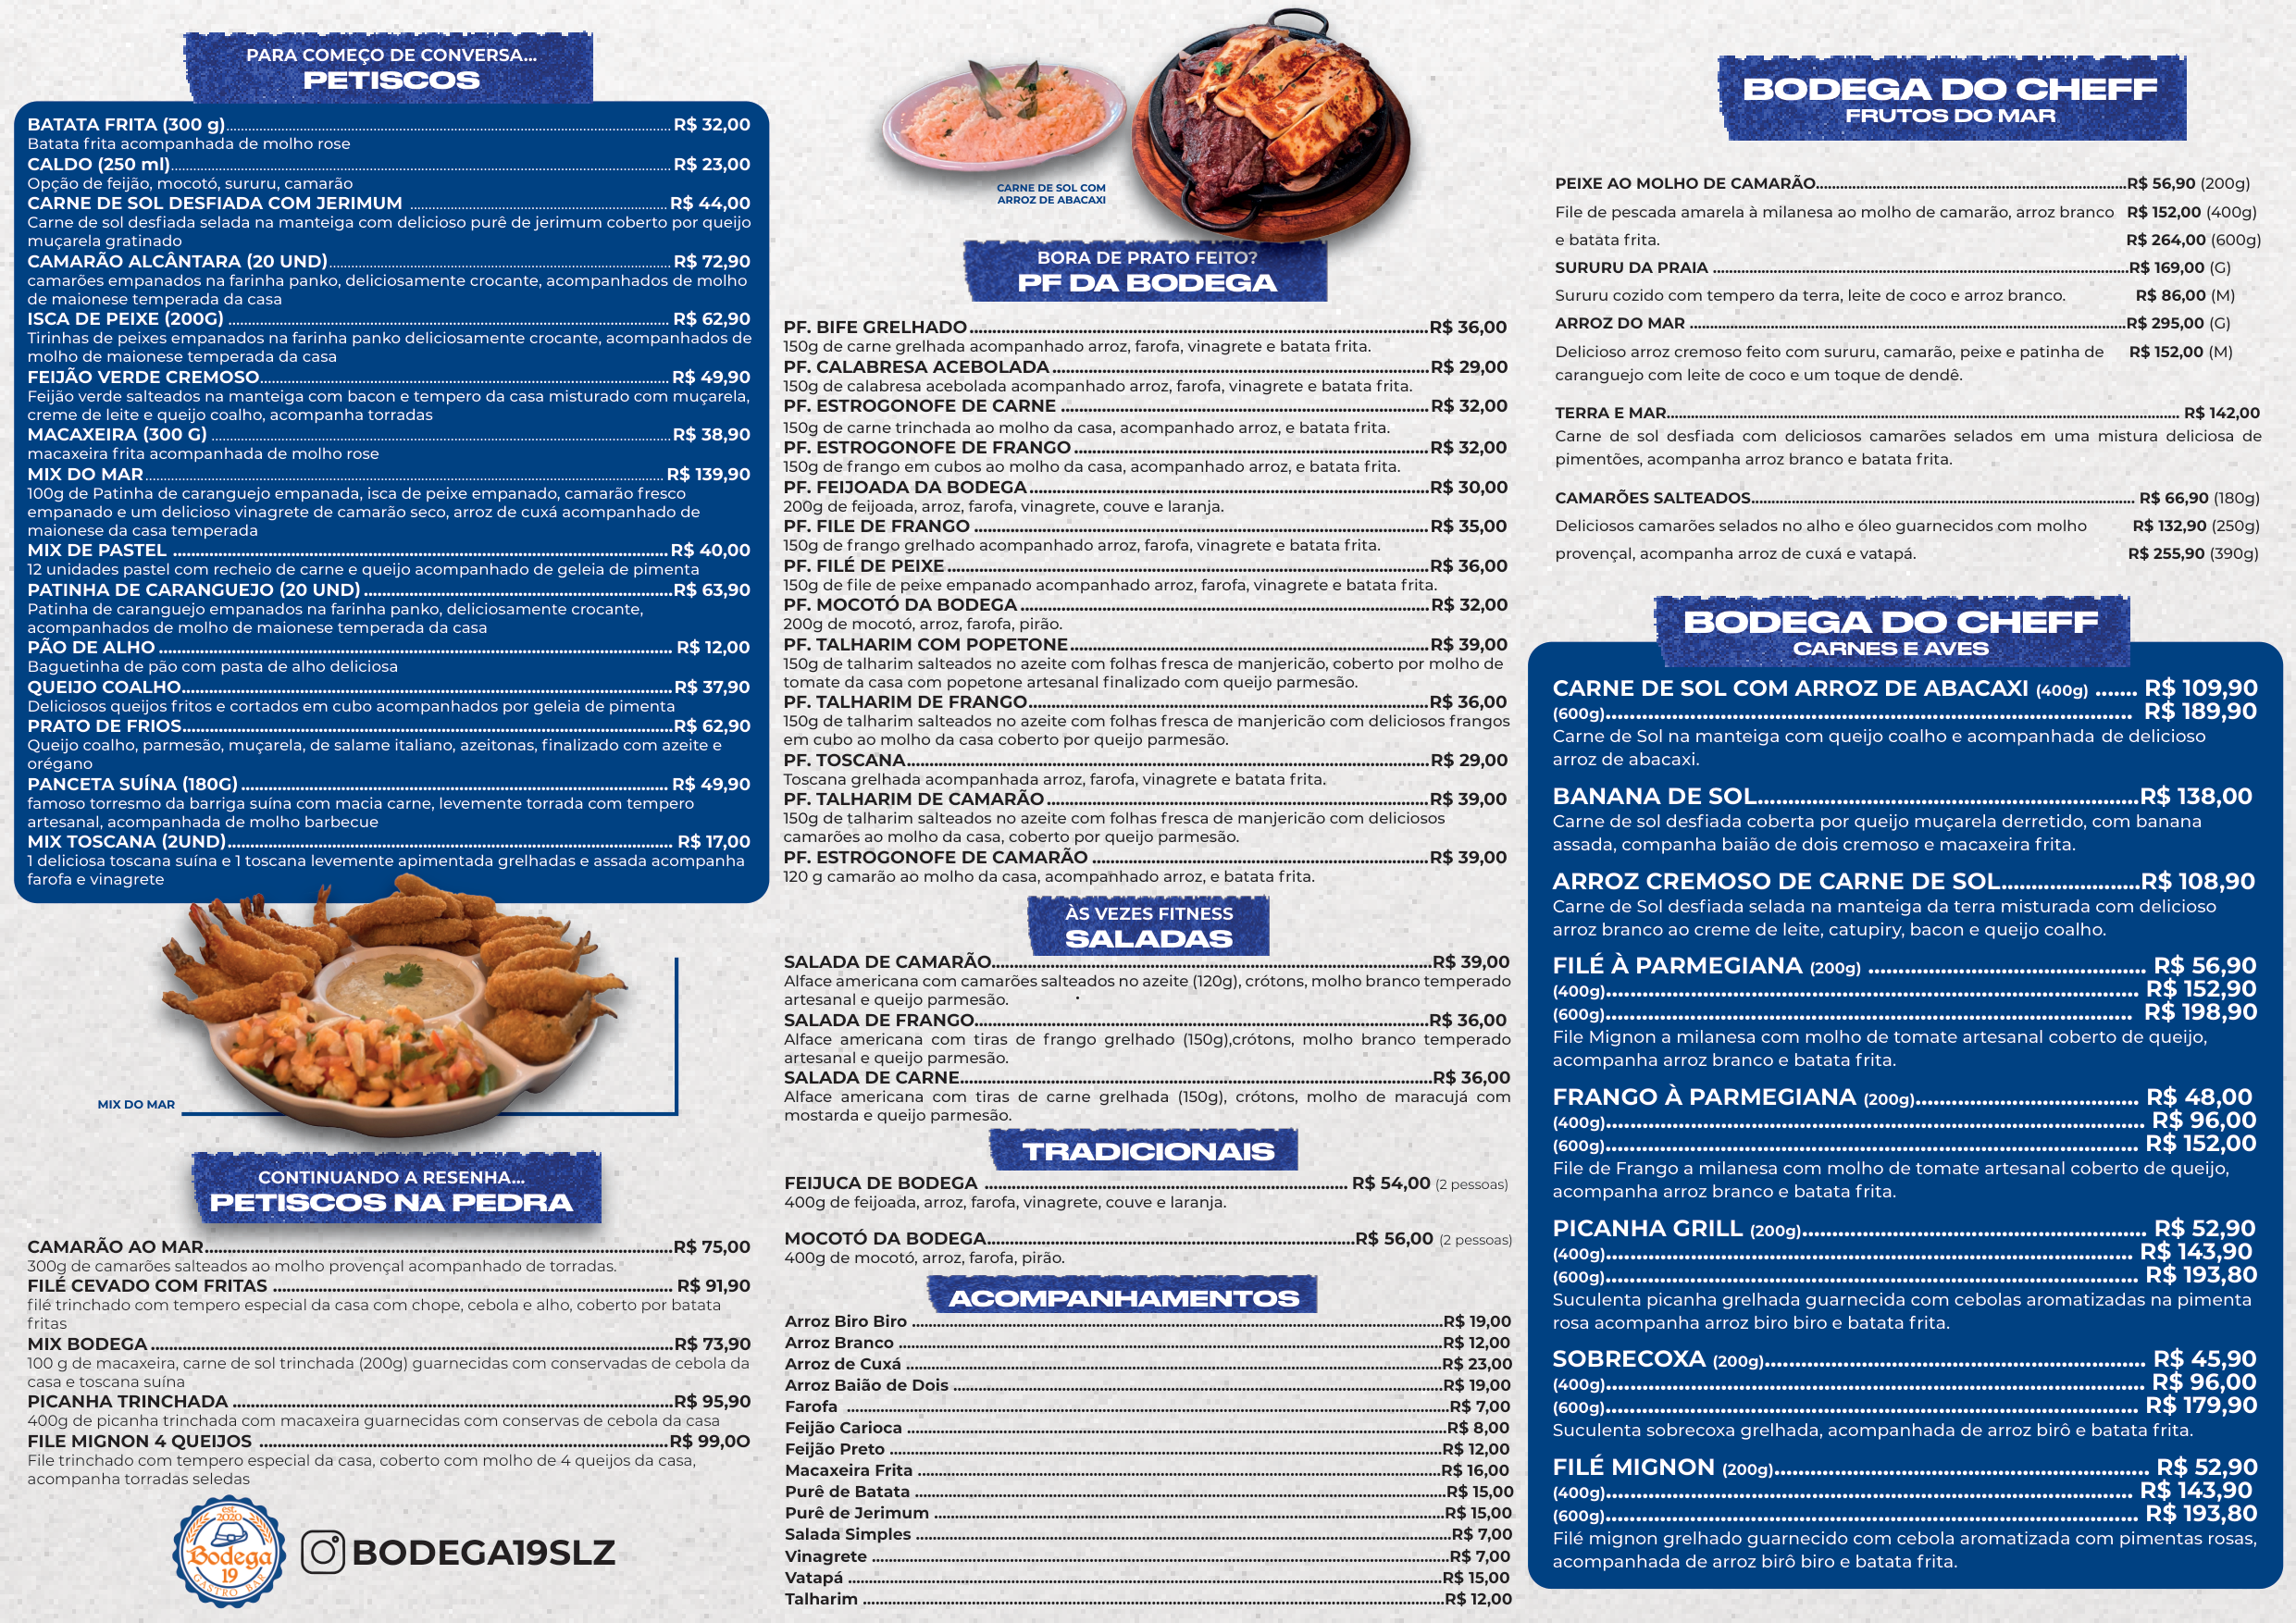 PARA COMEÇO DE CONVERSA...
PETISCOS
BATATA FRITA (300 g)........ R$ 32,00
Batata frita acompanhada de molho rose
CALDO (250 ml)........ R$ 23,00
Opção de feijão, mocotó, sururu, camarão
CARNE DE SOL DESFIADA COM JERIMUM ........ R$ 44,00
Carne de sol desfiada selada na manteiga com delicioso purê de jerimum coberto por queijo
muçarela gratinado
CAMARÃO ALCÂNTARA (20 UND)........ R$ 72,90
camarões empanados na farinha panko, deliciosamente crocante, acompanhados de molho
de maionese temperada da casa
ISCA DE PEIXE (200G) ........ R$ 62,90
Tirinhas de peixes empanados na farinha panko deliciosamente crocante, acompanhados de
molho de maionese temperada da casa
FEIJÃO VERDE CREMOSO........ R$ 49,90
Feijão verde salteados na manteiga com bacon e tempero da casa misturado com muçarela,
creme de leite e queijo coalho, acompanha torradas
MACAXEIRA (300 G) ........ R$ 38,90
macaxeira frita acompanhada de molho rose
MIX DO MAR........ R$ 139,90
100g de Patinha de caranguejo empanada, isca de peixe empanado, camarão fresco
empanado e um delicioso vinagrete de camarão seco, arroz de cuxá acompanhado de
maionese da casa temperada
MIX DE PASTEL ........ R$ 40,00
12 unidades pastel com recheio de carne e queijo acompanhado de geleia de pimenta
PATINHA DE CARANGUEJO (20 UND) ........R$ 63,90
Patinha de caranguejo empanados na farinha panko, deliciosamente crocante,
acompanhados de molho de maionese temperada da casa
PÃO DE ALHO ........ R$ 12,00
Baguetinha de pão com pasta de alho deliciosa
QUEIJO COALHO........R$ 37,90
Deliciosos queijos fritos e cortados em cubo acompanhados por geleia de pimenta
PRATO DE FRIOS........R$ 62,90
Queijo coalho, parmesão, muçarela, de salame italiano, azeitonas, finalizado com azeite e
orégano
PANCETA SUÍNA (180G) ........ R$ 49,90
famoso torresmo da barriga suína com macia carne, levemente torrada com tempero
artesanal, acompanhada de molho barbecue
MIX TOSCANA (2UND)........ R$ 17,00
1 deliciosa toscana suína e 1 toscana levemente apimentada grelhadas e assada acompanha
farofa e vinagrete
MIX DO MAR
CONTINUANDO A RESENHA...
PETISCOS NA PEDRA
CAMARÃO AO MAR........R$ 75,00
300g de camarões salteados ao molho provençal acompanhado de torradas.
FILÉ CEVADO COM FRITAS ........ R$ 91,90
filé trinchado com tempero especial da casa com chope, cebola e alho, coberto por batata
fritas
MIX BODEGA ........R$ 73,90
100 g de macaxeira, carne de sol trinchada (200g) guarnecidas com conservadas de cebola da
casa e toscana suína
PICANHA TRINCHADA ........R$ 95,90
400g de picanha trinchada com macaxeira guarnecidas com conservas de cebola da casa
FILE MIGNON 4 QUEIJOS ........R$ 99,0O
File trinchado com tempero especial da casa, coberto com molho de 4 queijos da casa,
acompanha torradas seledas
est.
2020
Bodega
19
GASTRO BAR
BODEGA19SLZ
CARNE DE SOL COM
ARROZ DE ABACAXI
BORA DE PRATO FEITO?
PF DA BODEGA
PF. BIFE GRELHADO........R$ 36,00
150g de carne grelhada acompanhado arroz, farofa, vinagrete e batata frita.
PF. CALABRESA ACEBOLADA........R$ 29,00
150g de calabresa acebolada acompanhado arroz, farofa, vinagrete e batata frita.
PF. ESTROGONOFE DE CARNE ........R$ 32,00
150g de carne trinchada ao molho da casa, acompanhado arroz, e batata frita.
PF. ESTROGONOFE DE FRANGO........R$ 32,00
150g de frango em cubos ao molho da casa, acompanhado arroz, e batata frita.
PF. FEIJOADA DA BODEGA........R$ 30,00
200g de feijoada, arroz, farofa, vinagrete, couve e laranja.
PF. FILE DE FRANGO ........R$ 35,00
150g de frango grelhado acompanhado arroz, farofa, vinagrete e batata frita.
PF. FILÉ DE PEIXE........R$ 36,00
150g de file de peixe empanado acompanhado arroz, farofa, vinagrete e batata frita.
PF. MOCOTÓ DA BODEGA........R$ 32,00
200g de mocotó, arroz, farofa, pirão.
PF. TALHARIM COM POPETONE........R$ 39,00
150g de talharim salteados no azeite com folhas fresca de manjericão, coberto por molho de
tomate da casa com popetone artesanal finalizado com queijo parmesão.
PF. TALHARIM DE FRANGO........R$ 36,00
150g de talharim salteados no azeite com folhas fresca de manjericão com deliciosos frangos
em cubo ao molho da casa coberto por queijo parmesão.
PF. TOSCANA........R$ 29,00
Toscana grelhada acompanhada arroz, farofa, vinagrete e batata frita.
PF. TALHARIM DE CAMARÃO........R$ 39,00
150g de talharim salteados no azeite com folhas fresca de manjericão com deliciosos
camarões ao molho da casa, coberto por queijo parmesão.
PF. ESTROGONOFE DE CAMARÃO ........R$ 39,00
120 g camarão ao molho da casa, acompanhado arroz, e batata frita.
ÀS VEZES FITNESS
SALADAS
SALADA DE CAMARÃO........R$ 39,00
Alface americana com camarões salteados no azeite (120g), crótons, molho branco temperado
artesanal e queijo parmesão.
SALADA DE FRANGO........R$ 36,00
Alface americana com tiras de frango grelhado (150g),crótons, molho branco temperado
artesanal e queijo parmesão.
SALADA DE CARNE........R$ 36,00
Alface americana com tiras de carne grelhada (150g), crótons, molho de maracujá com
mostarda e queijo parmesão.
TRADICIONAIS
FEIJUCA DE BODEGA ........ R$ 54,00 (2 pessoas)
400g de feijoada, arroz, farofa, vinagrete, couve e laranja.
MOCOTÓ DA BODEGA........R$ 56,00 (2 pessoas)
400g de mocotó, arroz, farofa, pirão.
ACOMPANHAMENTOS
Arroz Biro Biro ........R$ 19,00
Arroz Branco ........R$ 12,00
Arroz de Cuxá ........R$ 23,00
Arroz Baião de Dois ........R$ 19,00
Farofa ........R$ 7,00
Feijão Carioca ........R$ 8,00
Feijão Preto ........R$ 12,00
Macaxeira Frita ........R$ 16,00
Purê de Batata ........R$ 15,00
Purê de Jerimum ........R$ 15,00
Salada Simples ........R$ 7,00
Vinagrete ........R$ 7,00
Vatapá ........R$ 15,00
Talharim ........R$ 12,00
BODEGA DO CHEFF
FRUTOS DO MAR
PEIXE AO MOLHO DE CAMARÃO........R$ 56,90 (200g)
File de pescada amarela à milanesa ao molho de camarão, arroz branco R$ 152,00 (400g)
e batata frita. R$ 264,00 (600g)
SURURU DA PRAIA ........R$ 169,00 (G)
Sururu cozido com tempero da terra, leite de coco e arroz branco. R$ 86,00 (M)
ARROZ DO MAR ........R$ 295,00 (G)
Delicioso arroz cremoso feito com sururu, camarão, peixe e patinha de R$ 152,00 (M)
caranguejo com leite de coco e um toque de dendê.
TERRA E MAR........ R$ 142,00
Carne de sol desfiada com deliciosos camarões selados em uma mistura deliciosa de
pimentões, acompanha arroz branco e batata frita.
CAMARÕES SALTEADOS........ R$ 66,90 (180g)
Deliciosos camarões selados no alho e óleo guarnecidos com molho R$ 132,90 (250g)
provençal, acompanha arroz de cuxá e vatapá. R$ 255,90 (390g)
BODEGA DO CHEFF
CARNES E AVES
CARNE DE SOL COM ARROZ DE ABACAXI (400g) ....... R$ 109,90
(600g)........ R$ 189,90
Carne de Sol na manteiga com queijo coalho e acompanhada de delicioso
arroz de abacaxi.
BANANA DE SOL........R$ 138,00
Carne de sol desfiada coberta por queijo muçarela derretido, com banana
assada, companha baião de dois cremoso e macaxeira frita.
ARROZ CREMOSO DE CARNE DE SOL........R$ 108,90
Carne de Sol desfiada selada na manteiga da terra misturada com delicioso
arroz branco ao creme de leite, catupiry, bacon e queijo coalho.
FILÉ À PARMEGIANA (200g) ........ R$ 56,90
(400g)........ R$ 152,90
(600g)........ R$ 198,90
File Mignon a milanesa com molho de tomate artesanal coberto de queijo,
acompanha arroz branco e batata frita.
FRANGO À PARMEGIANA (200g)........ R$ 48,00
(400g)........ R$ 96,00
(600g)........ R$ 152,00
File de Frango a milanesa com molho de tomate artesanal coberto de queijo,
acompanha arroz branco e batata frita.
PICANHA GRILL (200g)........ R$ 52,90
(400g)........ R$ 143,90
(600g)........ R$ 193,80
Suculenta picanha grelhada guarnecida com cebolas aromatizadas na pimenta
rosa acompanha arroz biro biro e batata frita.
SOBRECOXA (200g)........ R$ 45,90
(400g)........ R$ 96,00
(600g)........ R$ 179,90
Suculenta sobrecoxa grelhada, acompanhada de arroz birô e batata frita.
FILÉ MIGNON (200g)........ R$ 52,90
(400g)........ R$ 143,90
(600g)........ R$ 193,80
Filé mignon grelhado guarnecido com cebola aromatizada com pimentas rosas,
acompanhada de arroz birô biro e batata frita.